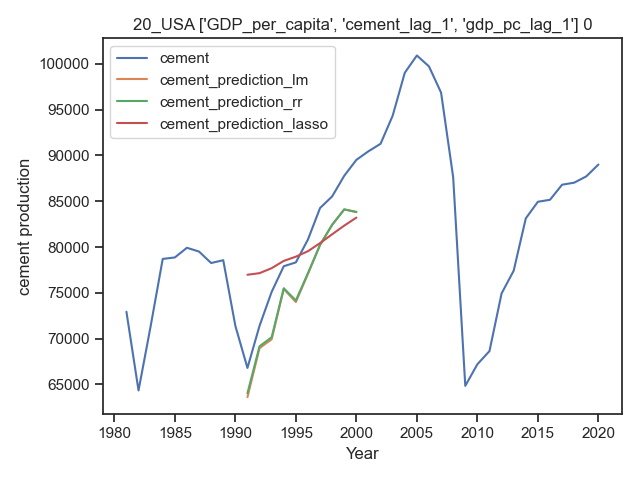 20_USA ['GDP_per_capita', 'cement_lag_1', 'gdp_pc_lag_1'] 0
cement
cement_prediction_lm
cement_prediction_rr
cement_prediction_lasso
cement production
100000
95000
90000
85000
80000
75000
70000
65000
1980 1985 1990 1995 2000 2005 2010 2015 2020
Year